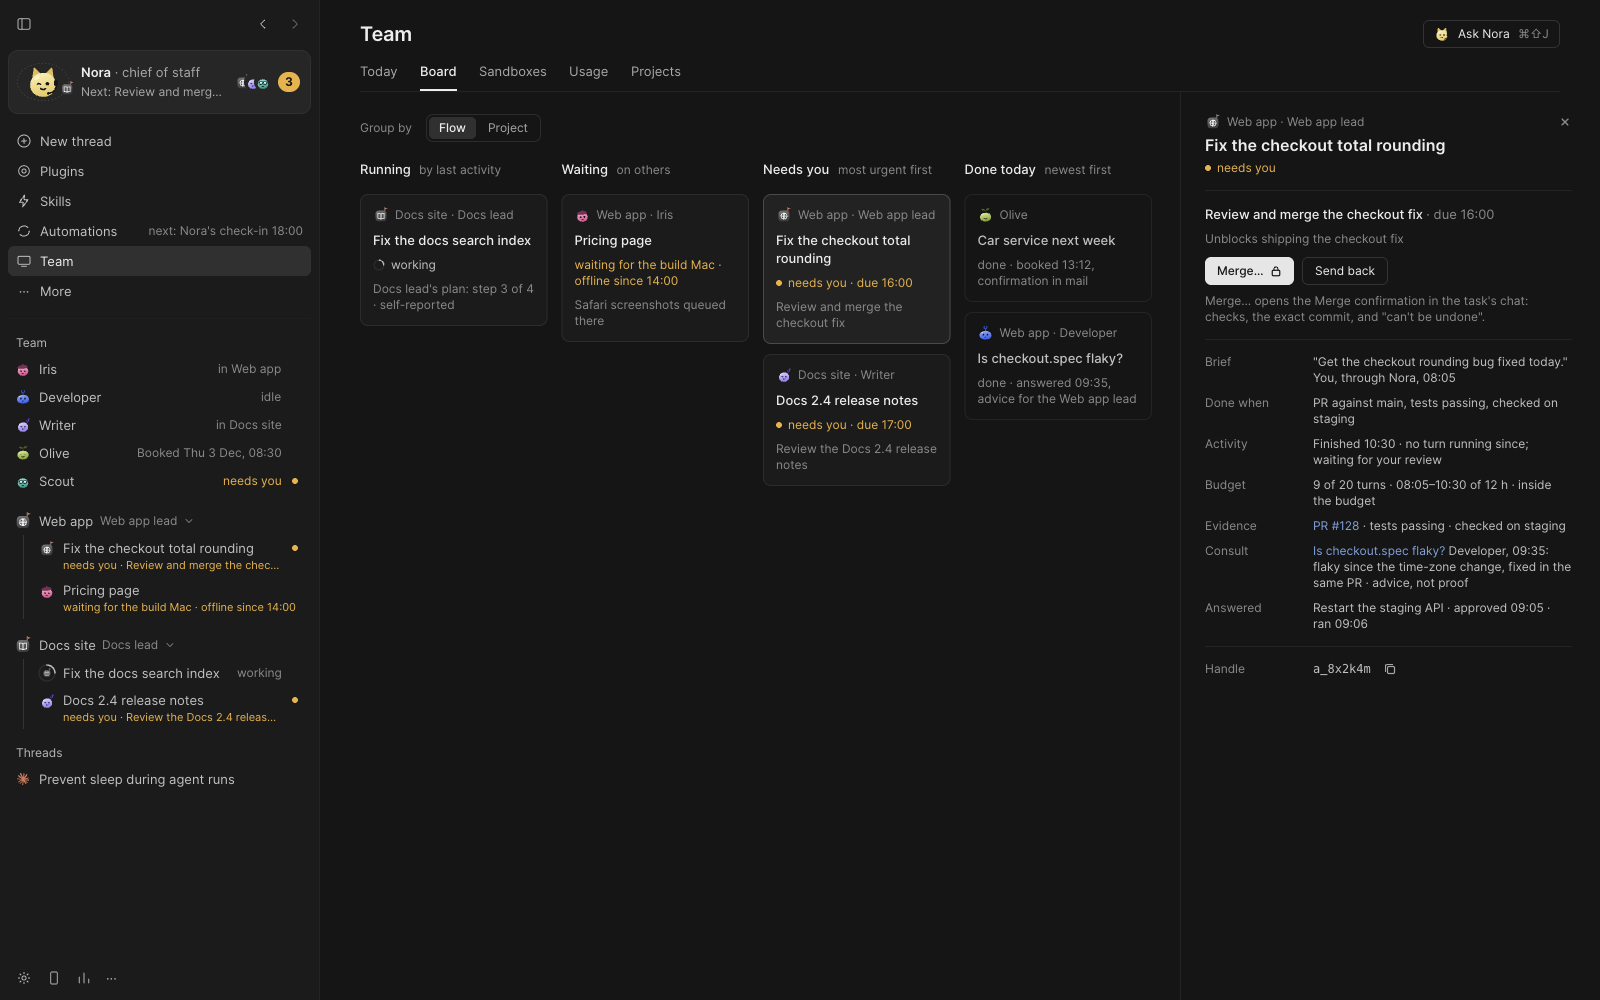 Nora · chief of staff
Next: Review and merg...
3
New thread
Plugins
Skills
Automations next: Nora's check-in 18:00
Team
More
Team
Iris in Web app
Developer idle
Writer in Docs site
Olive Booked Thu 3 Dec, 08:30
Scout needs you
Web app Web app lead
Fix the checkout total rounding
needs you · Review and merge the chec...
Pricing page
waiting for the build Mac · offline since 14:00
Docs site Docs lead
Fix the docs search index working
Docs 2.4 release notes
needs you · Review the Docs 2.4 releas...
Threads
Prevent sleep during agent runs
Team
Ask Nora ⌘⇧J
Today Board Sandboxes Usage Projects
Group by Flow Project
Running by last activity
Docs site · Docs lead
Fix the docs search index
working
Docs lead's plan: step 3 of 4
· self-reported
Waiting on others
Web app · Iris
Pricing page
waiting for the build Mac ·
offline since 14:00
Safari screenshots queued
there
Needs you most urgent first
Web app · Web app lead
Fix the checkout total
rounding
needs you · due 16:00
Review and merge the
checkout fix
Docs site · Writer
Docs 2.4 release notes
needs you · due 17:00
Review the Docs 2.4 release
notes
Done today newest first
Olive
Car service next week
done · booked 13:12,
confirmation in mail
Web app · Developer
Is checkout.spec flaky?
done · answered 09:35,
advice for the Web app lead
Web app · Web app lead
Fix the checkout total rounding
needs you
Review and merge the checkout fix · due 16:00
Unblocks shipping the checkout fix
Merge... Send back
Merge... opens the Merge confirmation in the task's chat:
checks, the exact commit, and "can't be undone".
Brief "Get the checkout rounding bug fixed today."
You, through Nora, 08:05
Done when PR against main, tests passing, checked on
staging
Activity Finished 10:30 · no turn running since;
waiting for your review
Budget 9 of 20 turns · 08:05–10:30 of 12 h · inside
the budget
Evidence PR #128 · tests passing · checked on staging
Consult Is checkout.spec flaky? Developer, 09:35:
flaky since the time-zone change, fixed in the
same PR · advice, not proof
Answered Restart the staging API · approved 09:05 ·
ran 09:06
Handle a_8x2k4m